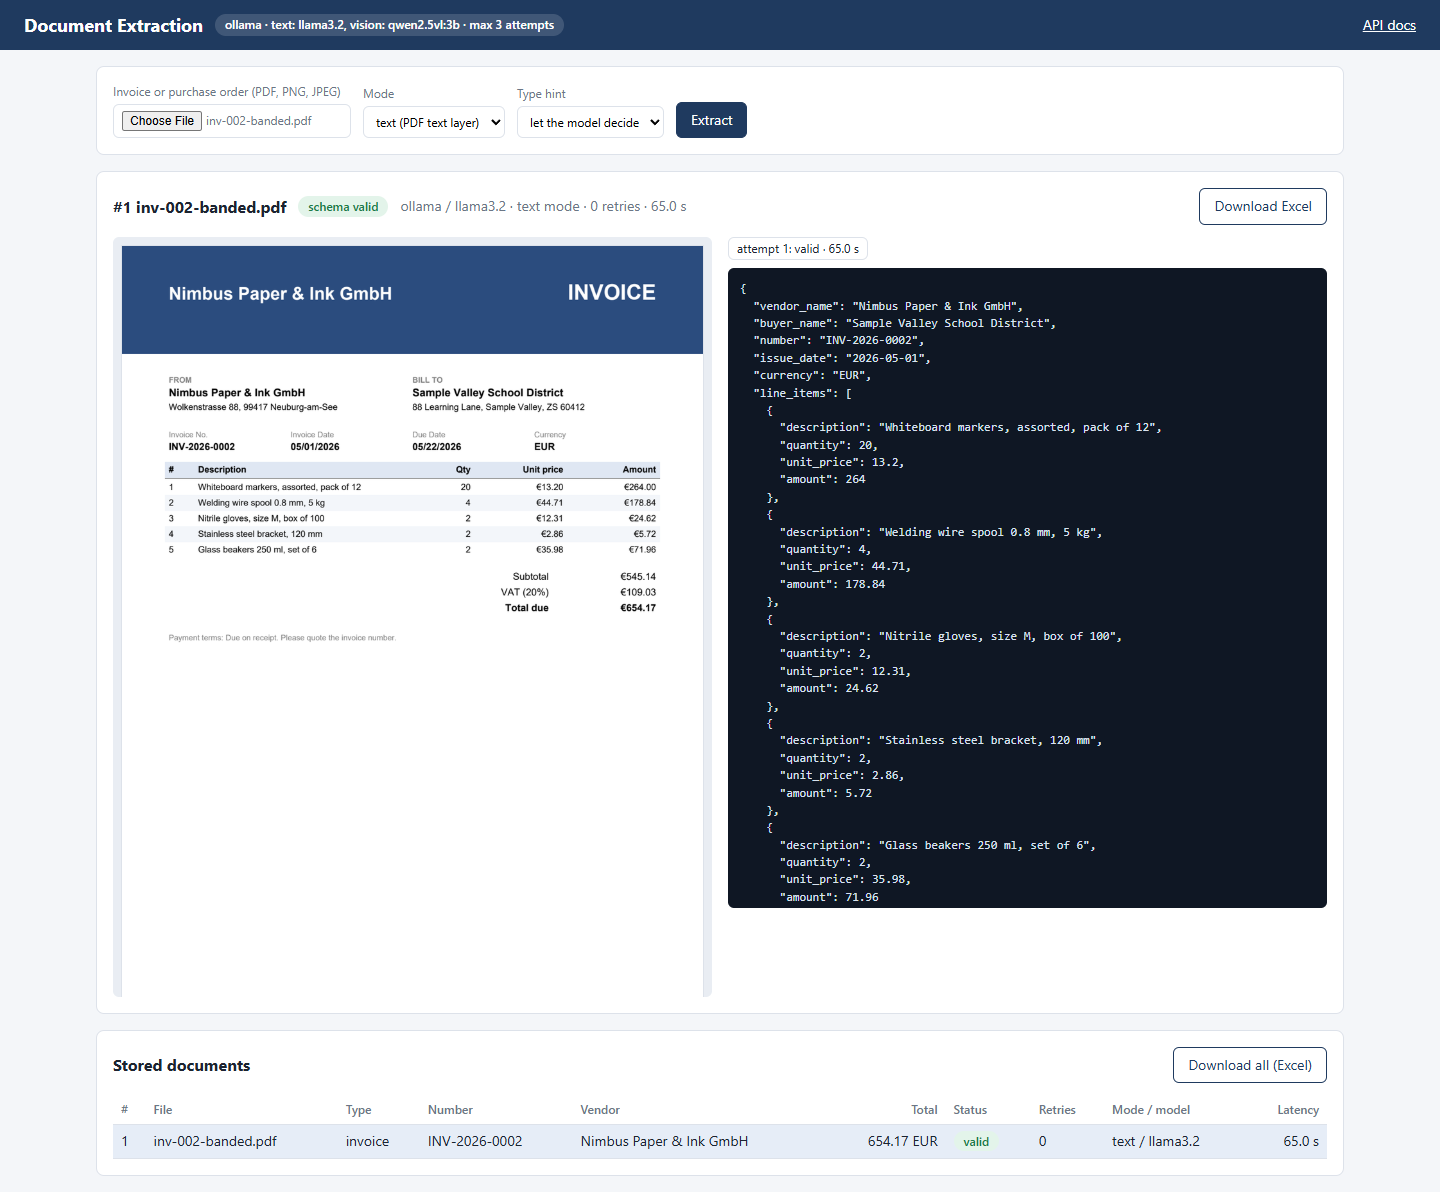 Document Extraction
ollama · text: llama3.2, vision: qwen2.5vl:3b · max 3 attempts
API docs
Invoice or purchase order (PDF, PNG, JPEG)
Mode
Type hint
Choose File inv-002-banded.pdf
text (PDF text layer)
let the model decide
Extract
#1 inv-002-banded.pdf
schema valid
ollama / llama3.2 · text mode · 0 retries · 65.0 s
Download Excel
Nimbus Paper & Ink GmbH
INVOICE
FROM
BILL TO
Nimbus Paper & Ink GmbH
Sample Valley School District
Wolkenstrasse 88, 99417 Neuburg-am-See
88 Learning Lane, Sample Valley, ZS 60412
Invoice No. Invoice Date Due Date Currency
INV-2026-0002 05/01/2026 05/22/2026 EUR
# Description Qty Unit price Amount
1 Whiteboard markers, assorted, pack of 12 20 €13.20 €264.00
2 Welding wire spool 0.8 mm, 5 kg 4 €44.71 €178.84
3 Nitrile gloves, size M, box of 100 2 €12.31 €24.62
4 Stainless steel bracket, 120 mm 2 €2.86 €5.72
5 Glass beakers 250 ml, set of 6 2 €35.98 €71.96
Subtotal €545.14
VAT (20%) €109.03
Total due €654.17
Payment terms: Due on receipt. Please quote the invoice number.
attempt 1: valid · 65.0 s
{
"vendor_name": "Nimbus Paper & Ink GmbH",
"buyer_name": "Sample Valley School District",
"number": "INV-2026-0002",
"issue_date": "2026-05-01",
"currency": "EUR",
"line_items": [
{
"description": "Whiteboard markers, assorted, pack of 12",
"quantity": 20,
"unit_price": 13.2,
"amount": 264
},
{
"description": "Welding wire spool 0.8 mm, 5 kg",
"quantity": 4,
"unit_price": 44.71,
"amount": 178.84
},
{
"description": "Nitrile gloves, size M, box of 100",
"quantity": 2,
"unit_price": 12.31,
"amount": 24.62
},
{
"description": "Stainless steel bracket, 120 mm",
"quantity": 2,
"unit_price": 2.86,
"amount": 5.72
},
{
"description": "Glass beakers 250 ml, set of 6",
"quantity": 2,
"unit_price": 35.98,
"amount": 71.96
Stored documents
Download all (Excel)
# File Type Number Vendor Total Status Retries Mode / model Latency
1 inv-002-banded.pdf invoice INV-2026-0002 Nimbus Paper & Ink GmbH 654.17 EUR valid 0 text / llama3.2 65.0 s